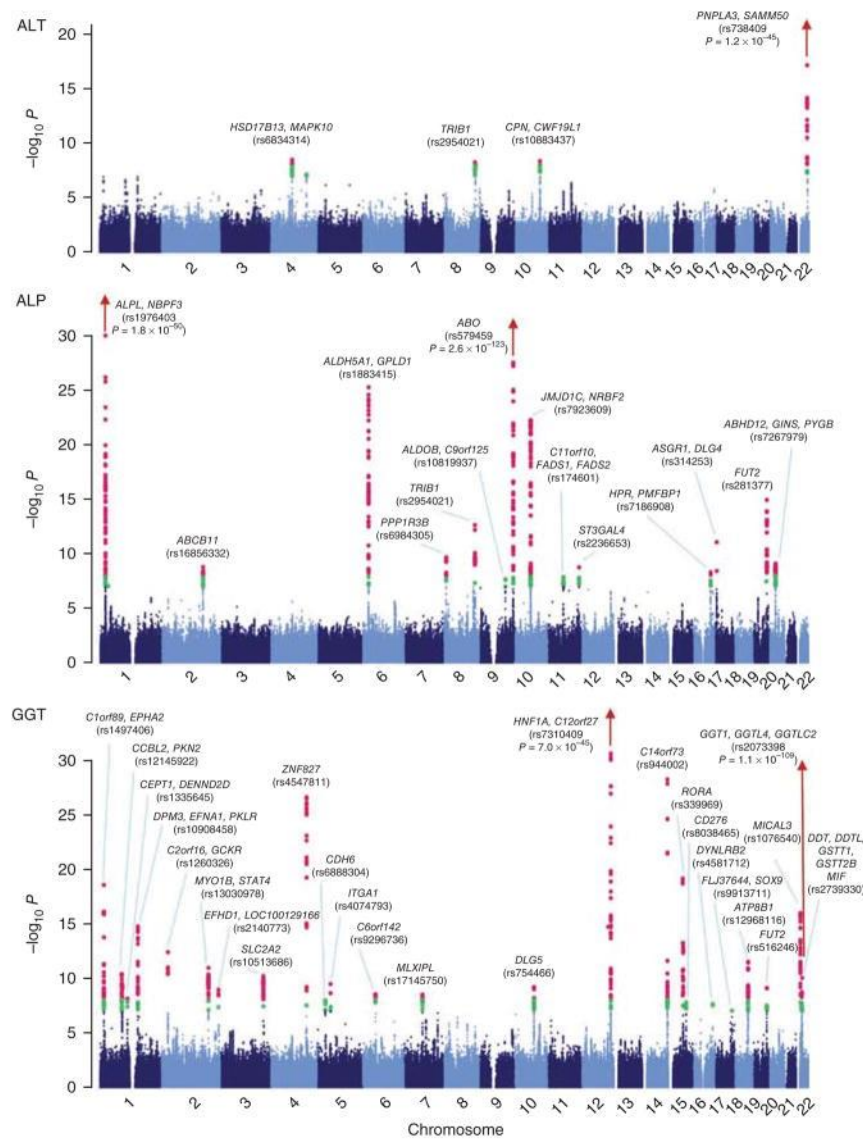 ALT
20
15
10
5
0
−log10 P
PNPLA3, SAMM50
(rs738409
P = 1.2 × 10−45)
HSD17B13, MAPK10
(rs6834314)
TRIB1
(rs2954021)
CPN, CWF19L1
(rs10883437)
1 2 3 4 5 6 7 8 9 10 11 12 13 14 15 16 17 18 19 20 21 22
ALP
30
25
20
15
10
5
0
−log10 P
ALPL, NBPF3
(rs1976403
P = 1.8 × 10−50)
ABO
(rs579459
P = 2.6 × 10−123)
ALDH5A1, GPLD1
(rs1883415)
JMJD1C, NRBF2
(rs7923609)
ABHD12, GINS, PYGB
(rs7267979)
ALDOB, C9orf125
(rs10819937)
C11orf10,
FADS1, FADS2
(rs174601)
ASGR1, DLG4
(rs314253)
FUT2
(rs281377)
TRIB1
(rs2954021)
HPR, PMFBP1
(rs7186908)
PPP1R3B
(rs6984305)
ST3GAL4
(rs2236653)
ABCB11
(rs16856332)
1 2 3 4 5 6 7 8 9 10 11 12 13 14 15 16 17 18 19 20 21 22
GGT
30
25
20
15
10
5
0
−log10 P
C1orf89, EPHA2
(rs1497406)
CCBL2, PKN2
(rs12145922)
CEPT1, DENND2D
(rs1335645)
DPM3, EFNA1, PKLR
(rs10908458)
C2orf16, GCKR
(rs1260326)
MYO1B, STAT4
(rs13030978)
EFHD1, LOC100129166
(rs2140773)
SLC2A2
(rs10513686)
ZNF827
(rs4547811)
CDH6
(rs6888304)
ITGA1
(rs4074793)
C6orf142
(rs9296736)
MLXIPL
(rs17145750)
DLG5
(rs754466)
HNF1A, C12orf27
(rs7310409
P = 7.0 × 10−45)
C14orf73
(rs944002)
GGT1, GGTL4, GGTLC2
(rs2073398
P = 1.1 × 10−109)
RORA
(rs339969)
CD276
(rs8038465)
DYNLRB2
(rs4581712)
FLJ37644, SOX9
(rs9913711)
ATP8B1
(rs12968116)
FUT2
(rs516246)
MICAL3
(rs1076540)
DDT, DDTL,
GSTT1,
GSTT2B
MIF
(rs2739330)
1 2 3 4 5 6 7 8 9 10 11 12 13 14 15 16 17 18 19 20 21 22
Chromosome